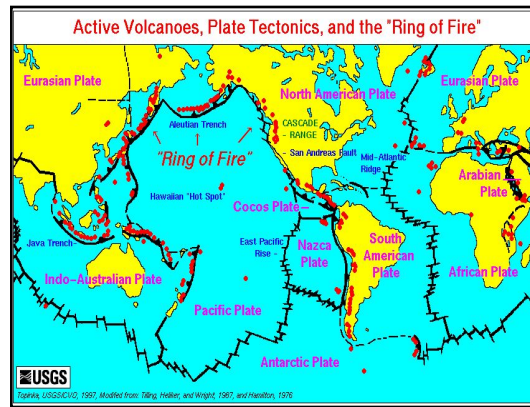 Active Volcanoes, Plate Tectonics, and the "Ring of Fire"
Eurasian Plate
North American Plate
Eurasian Plate
Aleutian Trench
CASCADE
- RANGE
"Ring of Fire"
- San Andreas Fault
Mid-Atlantic
Ridge
Arabian
Plate
Hawaiian "Hot Spot"
Cocos Plate
Java Trench
East Pacific
Rise -
Nazca
Plate
South
American
Plate
African Plate
Indo-Australian Plate
Pacific Plate
Antarctic Plate
USGS
Topinka, USGS/CVO, 1997, Modified from: Tilling, Heliker, and Wright, 1987, and Hamilton, 1976